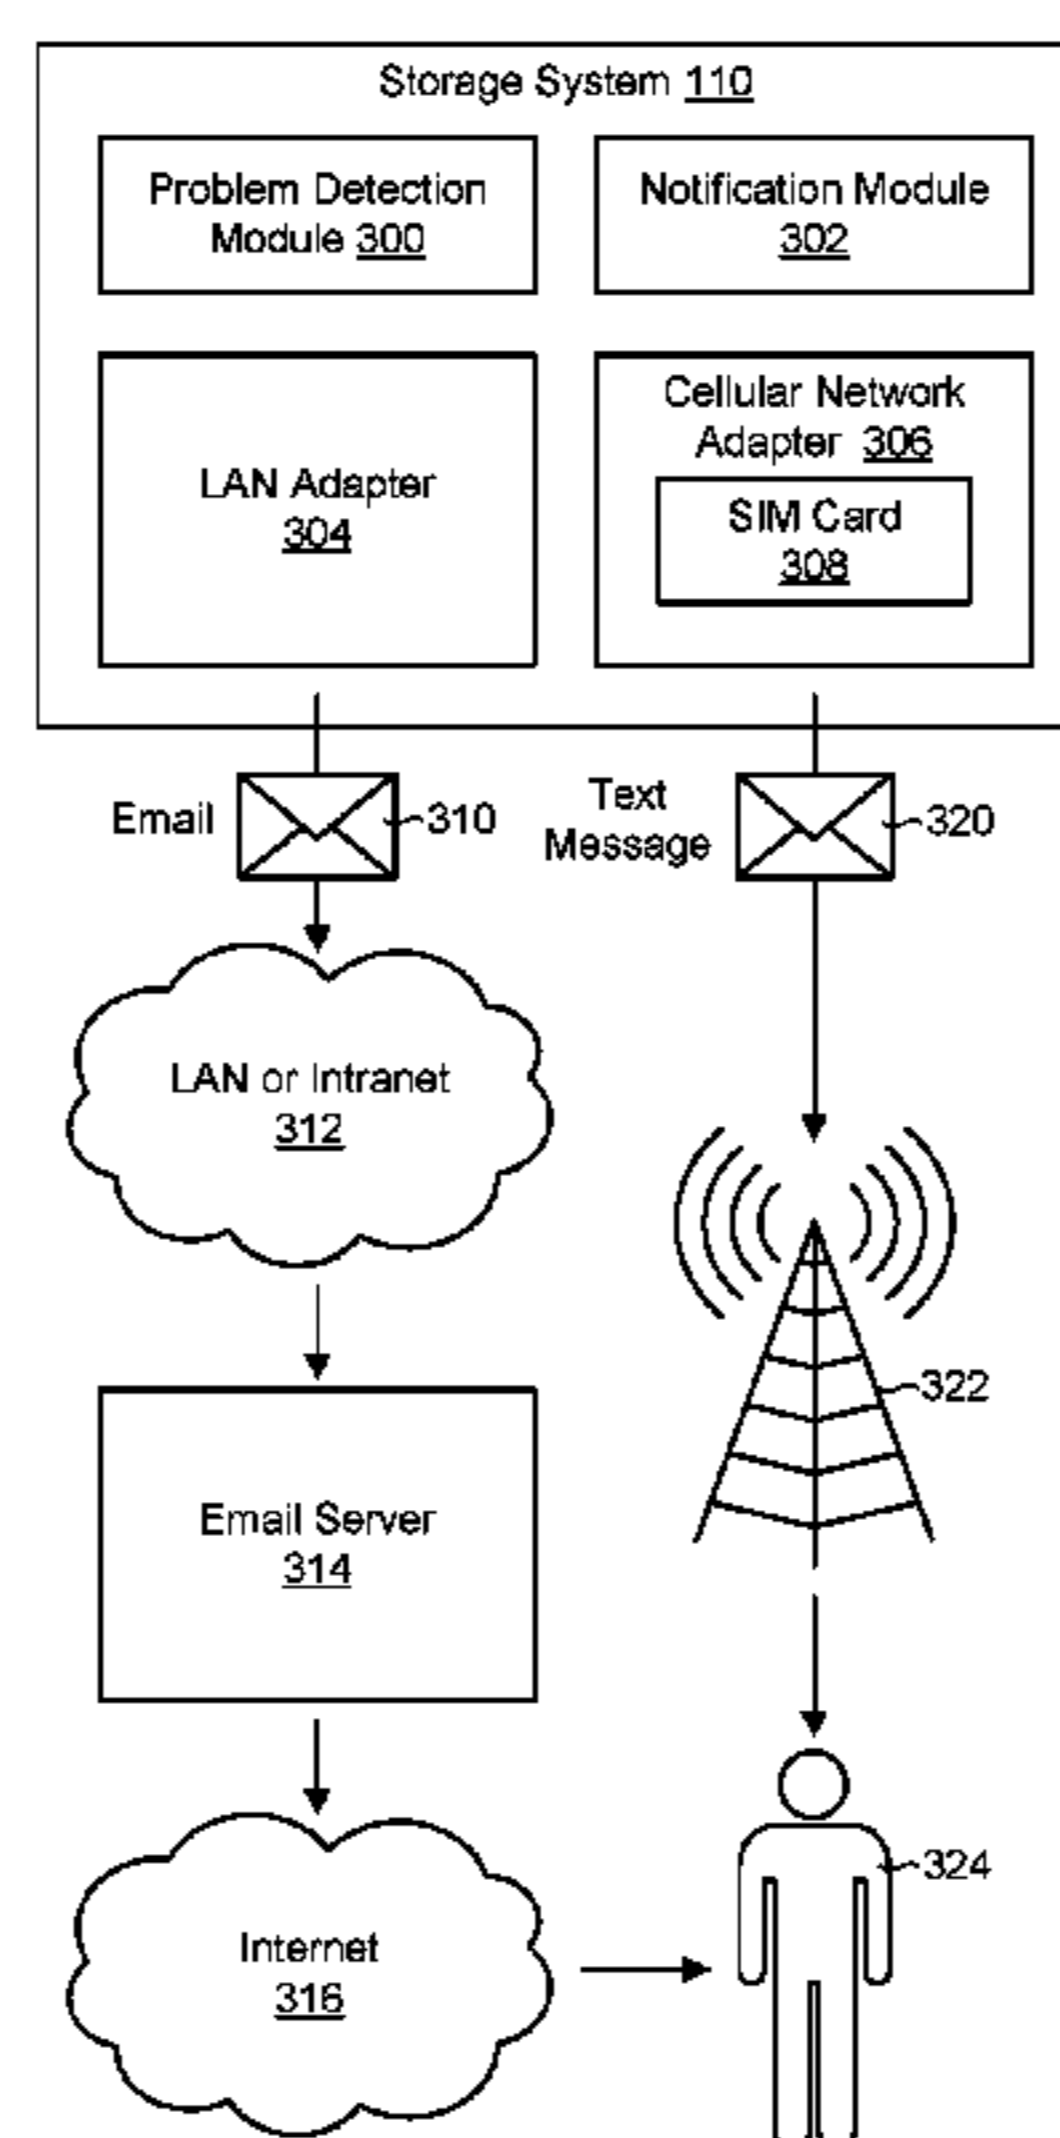 Storage System 110
Problem Detection
Module 300
Notification Module
302
LAN Adapter
304
Cellular Network
Adapter 306
SIM Card
308
Email
310
Text
Message
320
LAN or Intranet
312
322
Email Server
314
324
Internet
316